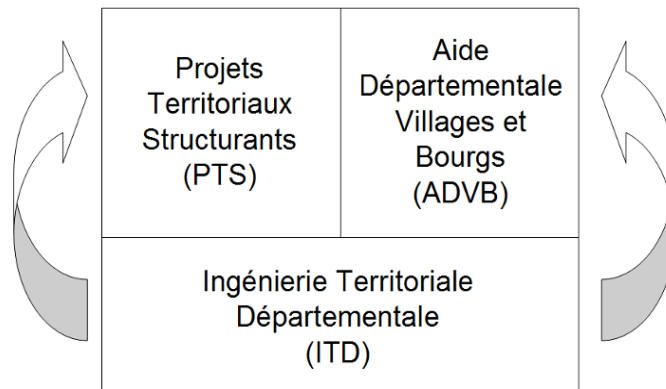 Projets
Territoriaux
Structurants
(PTS)
Aide
Départementale
Villages et
Bourgs
(ADVB)
Ingénierie Territoriale
Départementale
(ITD)